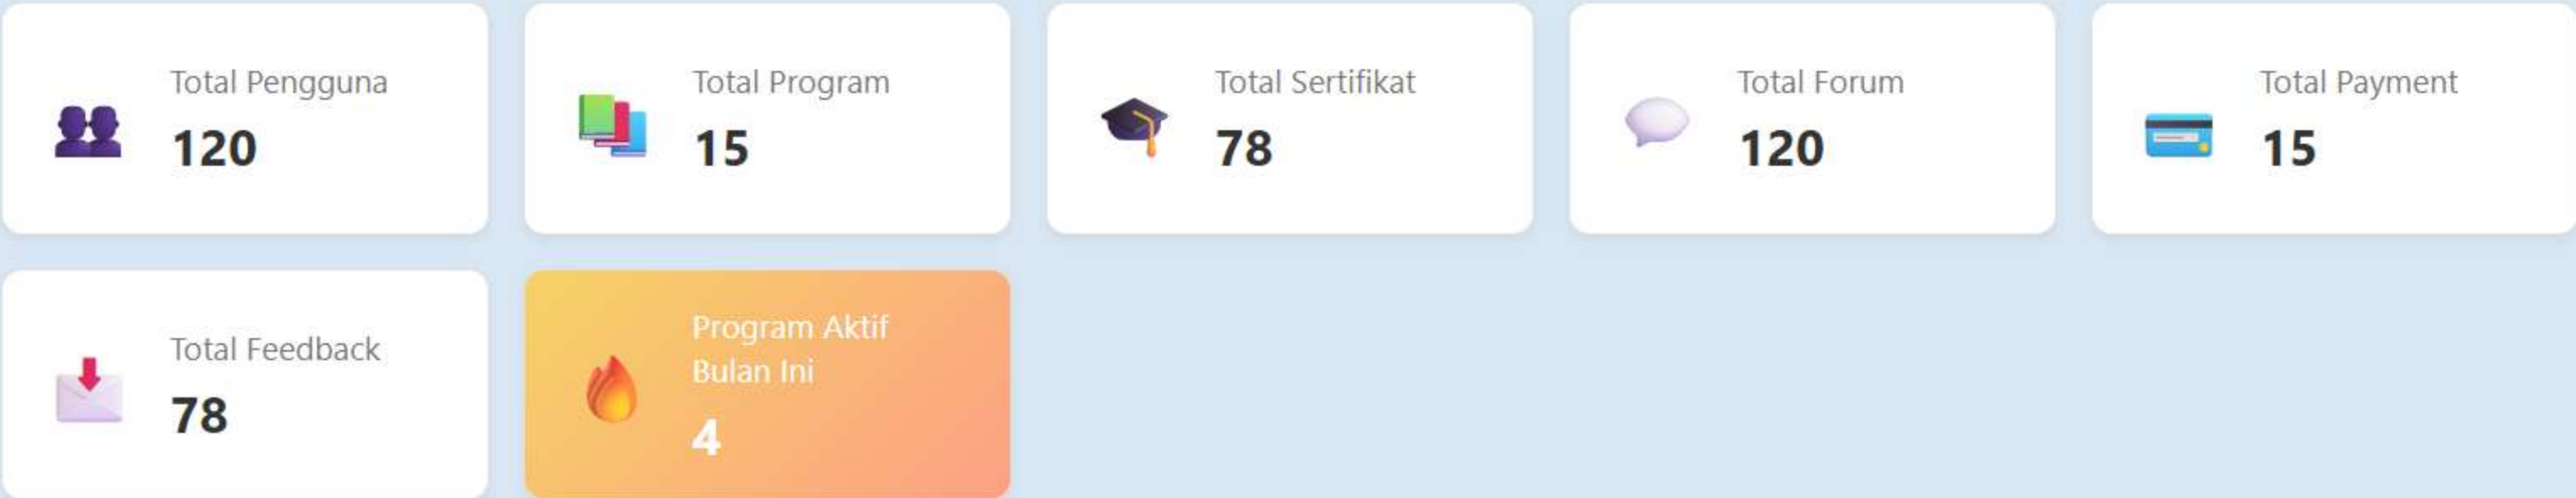 Total Pengguna
120
Total Program
15
Total Sertifikat
78
Total Forum
120
Total Payment
15
Total Feedback
78
Program Aktif
Bulan Ini
4